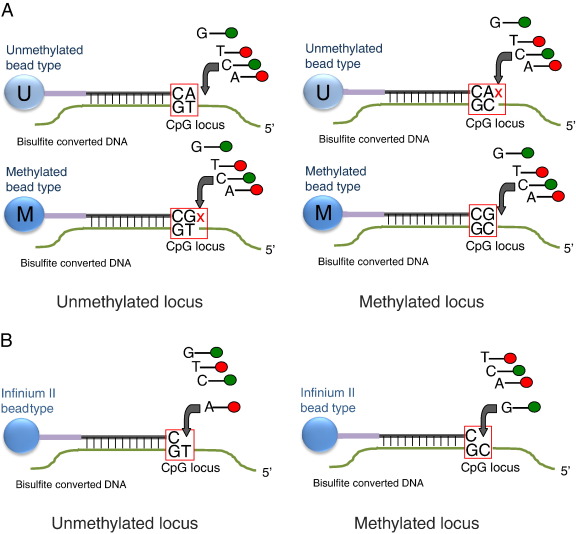 A
G
T
C
A
Unmethylated
bead type
U
CA
GT
CpG locus
5’
Bisulfite converted DNA
G
T
C
A
Unmethylated
bead type
U
CAx
GC
CpG locus
5’
Bisulfite converted DNA
G
T
C
A
Methylated
bead type
M
CGx
GT
CpG locus
5’
Bisulfite converted DNA
Unmethylated locus
G
T
C
A
Methylated
bead type
M
CG
GC
CpG locus
5’
Bisulfite converted DNA
Methylated locus
B
G
T
C
A
Infinium II
beadtype
C
GT
CpG locus
5’
Bisulfite converted DNA
Unmethylated locus
T
C
A
G
Infinium II
bead type
C
GC
CpG locus
5’
Bisulfite converted DNA
Methylated locus